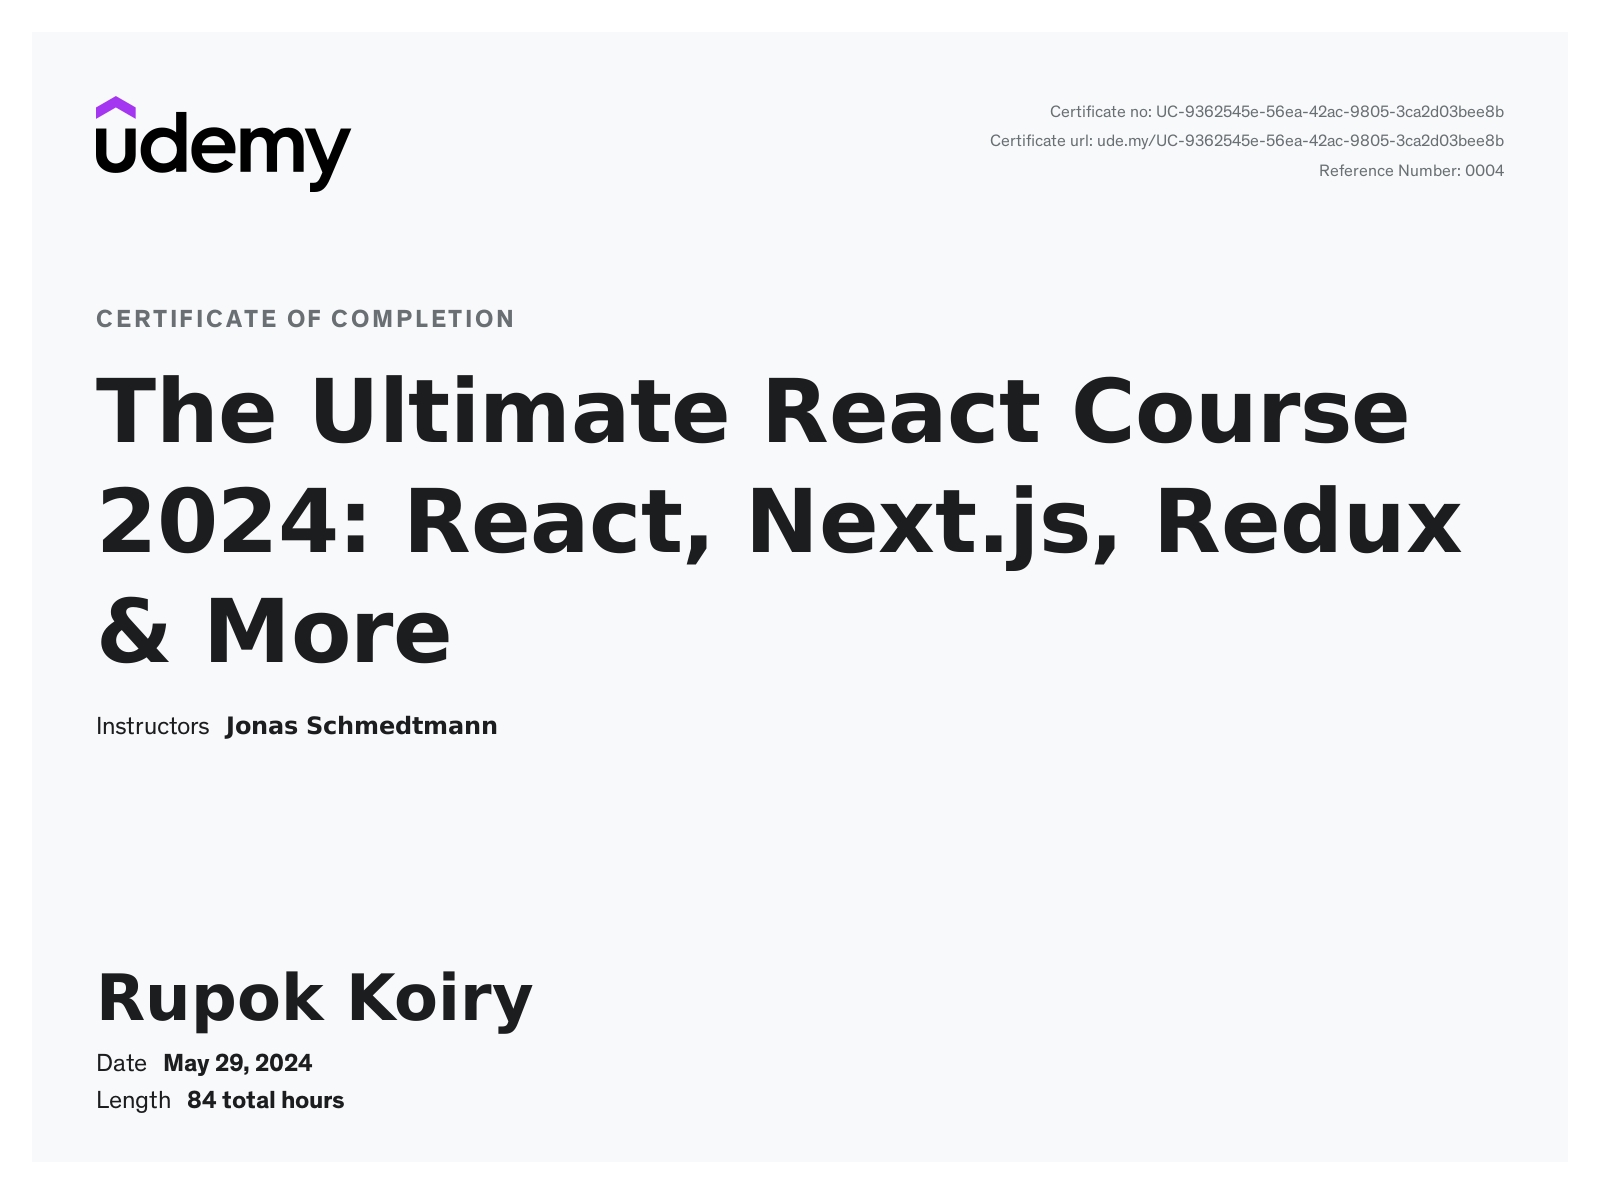 udemy
Certificate no: UC-9362545e-56ea-42ac-9805-3ca2d03bee8b
Certificate url: ude.my/UC-9362545e-56ea-42ac-9805-3ca2d03bee8b
Reference Number: 0004
CERTIFICATE OF COMPLETION
The Ultimate React Course
2024: React, Next.js, Redux
& More
Instructors Jonas Schmedtmann
Rupok Koiry
Date May 29, 2024
Length 84 total hours